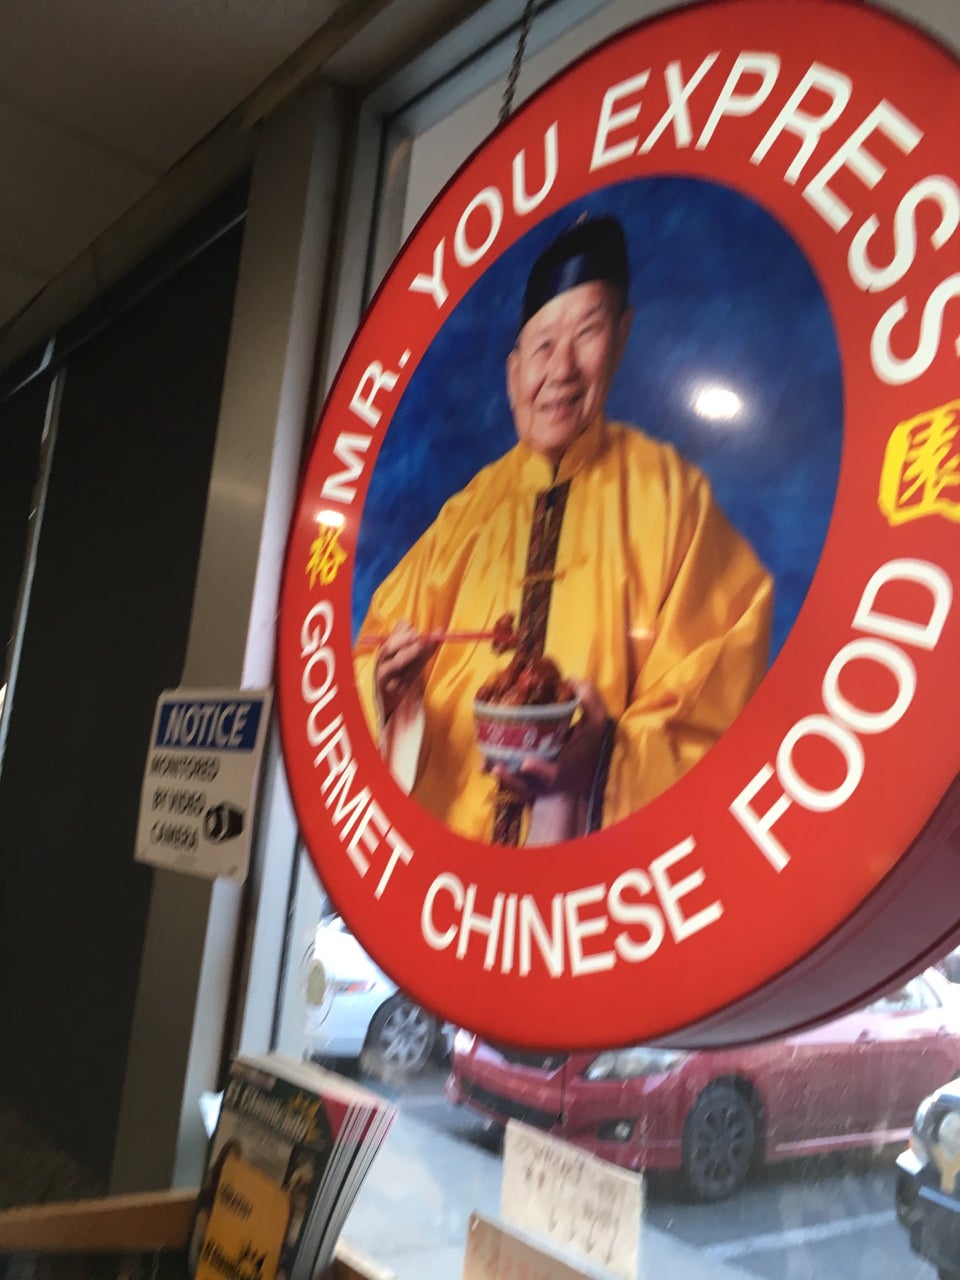 MR. YOU EXPRESS
裕 園
GOURMET CHINESE FOOD
NOTICE
MONITORED
BY VIDEO
CAMERA